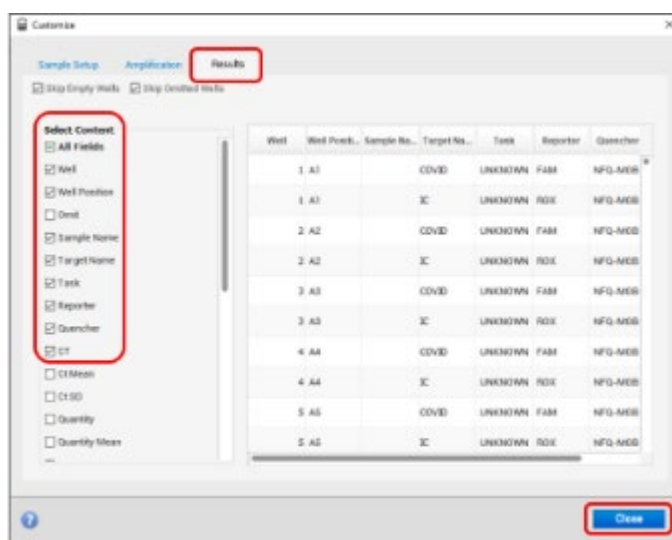 Customize
Sample Setup Amplification Results
Skip Empty Wells Skip Omitted Wells
Select Content
All Fields
Well
Well Position
Omit
Sample Name
Target Name
Task
Reporter
Quencher
CT
Ct Mean
Ct SD
Quantity
Quantity Mean
Well Well Positi... Sample Na... Target Na... Task Reporter Quencher
1 A1 COVID UNKNOWN FAM NFQ-MGB
1 A1 IC UNKNOWN ROX NFQ-MGB
2 A2 COVID UNKNOWN FAM NFQ-MGB
2 A2 IC UNKNOWN ROX NFQ-MGB
3 A3 COVID UNKNOWN FAM NFQ-MGB
3 A3 IC UNKNOWN ROX NFQ-MGB
4 A4 COVID UNKNOWN FAM NFQ-MGB
4 A4 IC UNKNOWN ROX NFQ-MGB
5 A5 COVID UNKNOWN FAM NFQ-MGB
5 A5 IC UNKNOWN ROX NFQ-MGB
Close